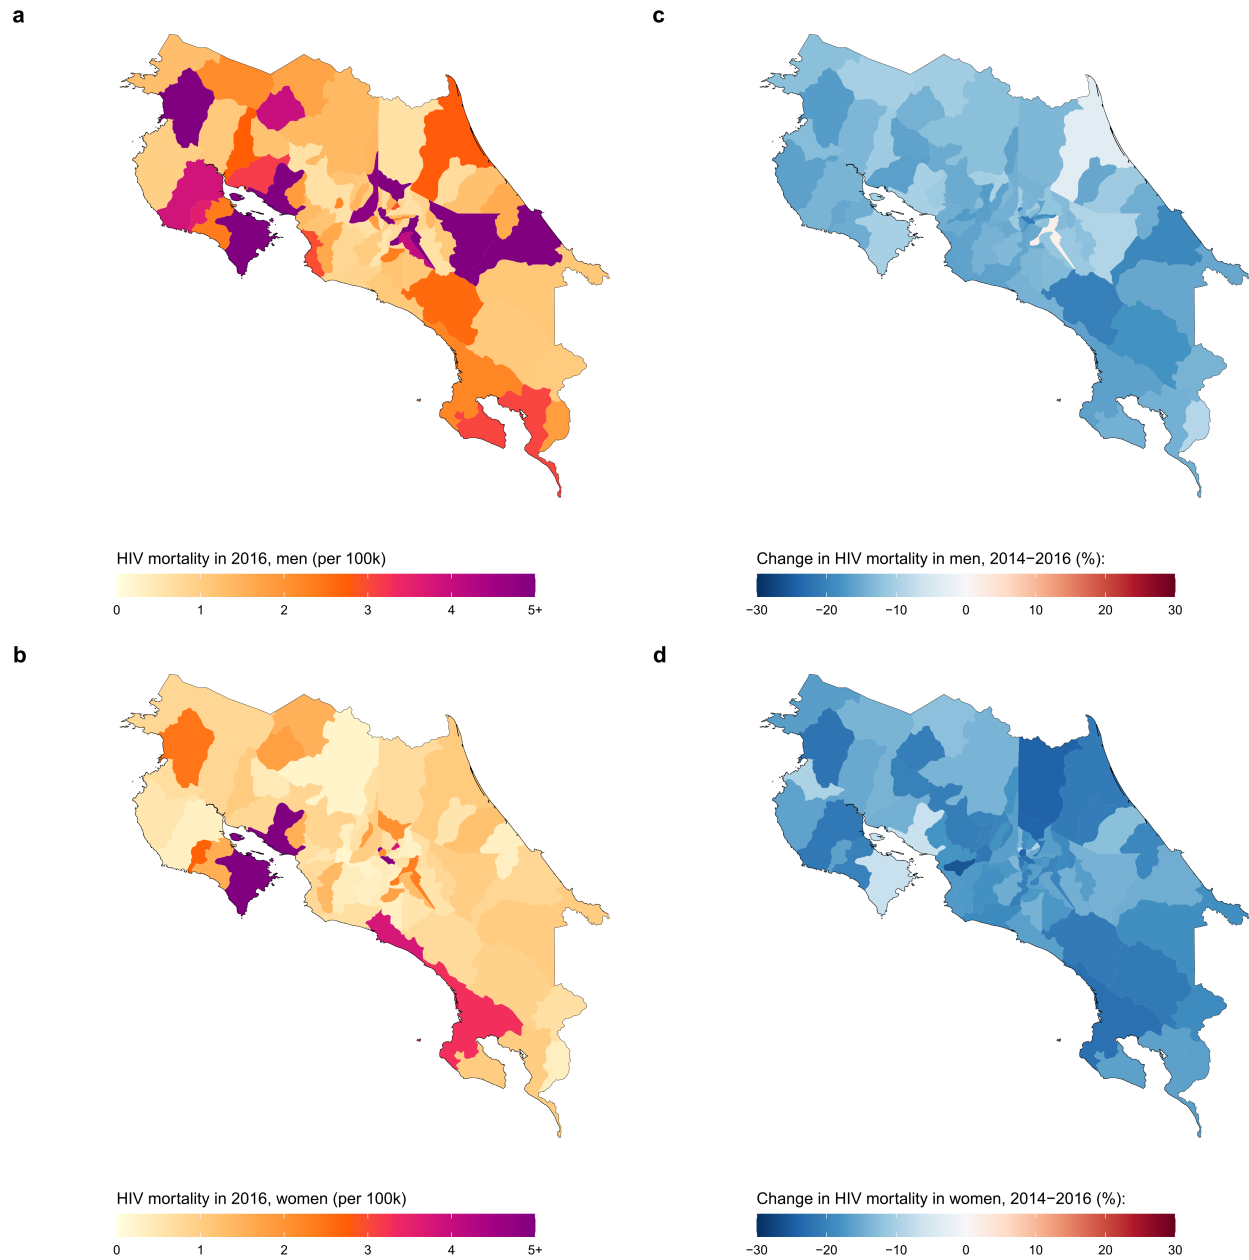 a
c
HIV mortality in 2016, men (per 100k)
0 1 2 3 4 5+
Change in HIV mortality in men, 2014−2016 (%):
−30 −20 −10 0 10 20 30
b
d
HIV mortality in 2016, women (per 100k)
0 1 2 3 4 5+
Change in HIV mortality in women, 2014−2016 (%):
−30 −20 −10 0 10 20 30